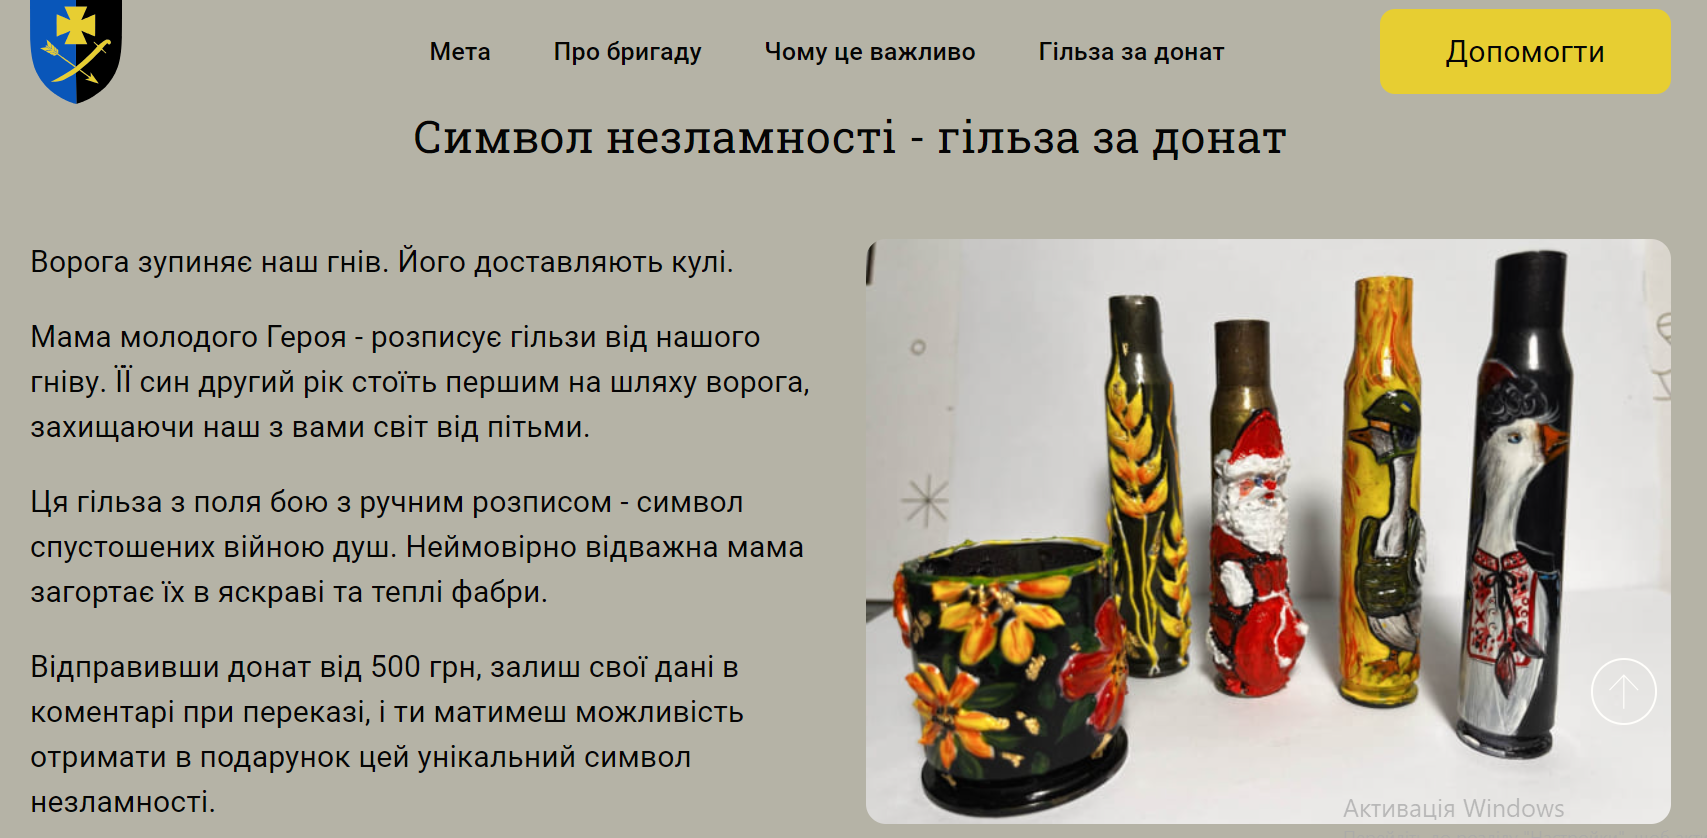 Мета Про бригаду Чому це важливо Гільза за донат Допомогти
Символ незламності - гільза за донат
Ворога зупиняє наш гнів. Його доставляють кулі.
Мама молодого Героя - розписує гільзи від нашого
гніву. ЇЇ син другий рік стоїть першим на шляху ворога,
захищаючи наш з вами світ від пітьми.
Ця гільза з поля бою з ручним розписом - символ
спустошених війною душ. Неймовірно відважна мама
загортає їх в яскраві та теплі фабри.
Відправивши донат від 500 грн, залиш свої дані в
коментарі при переказі, і ти матимеш можливість
отримати в подарунок цей унікальний символ
незламності.
Активація Windows